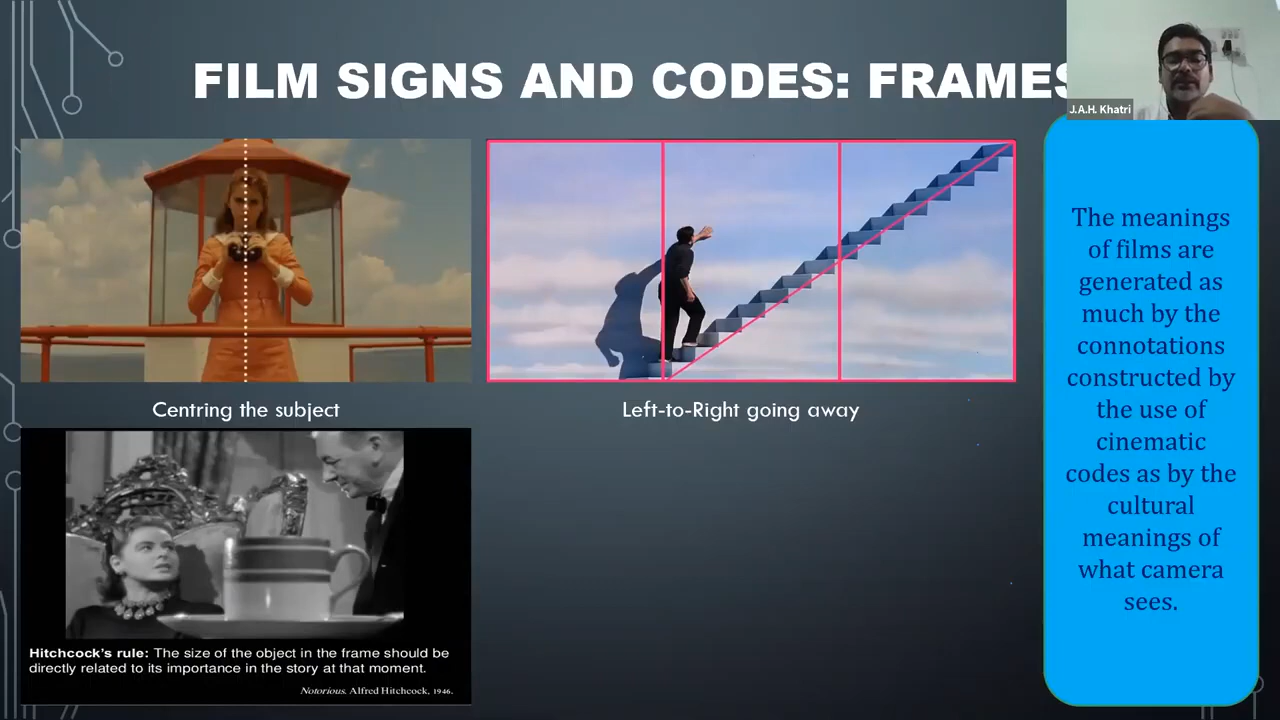 FILM SIGNS AND CODES: FRAMES
J.A.H. Khatri
Centring the subject
Left-to-Right going away
Hitchcock's rule: The size of the object in the frame should be
directly related to its importance in the story at that moment.
Notorious. Alfred Hitchcock, 1946.
The meanings
of films are
generated as
much by the
connotations
constructed by
the use of
cinematic
codes as by the
cultural
meanings of
what camera
sees.